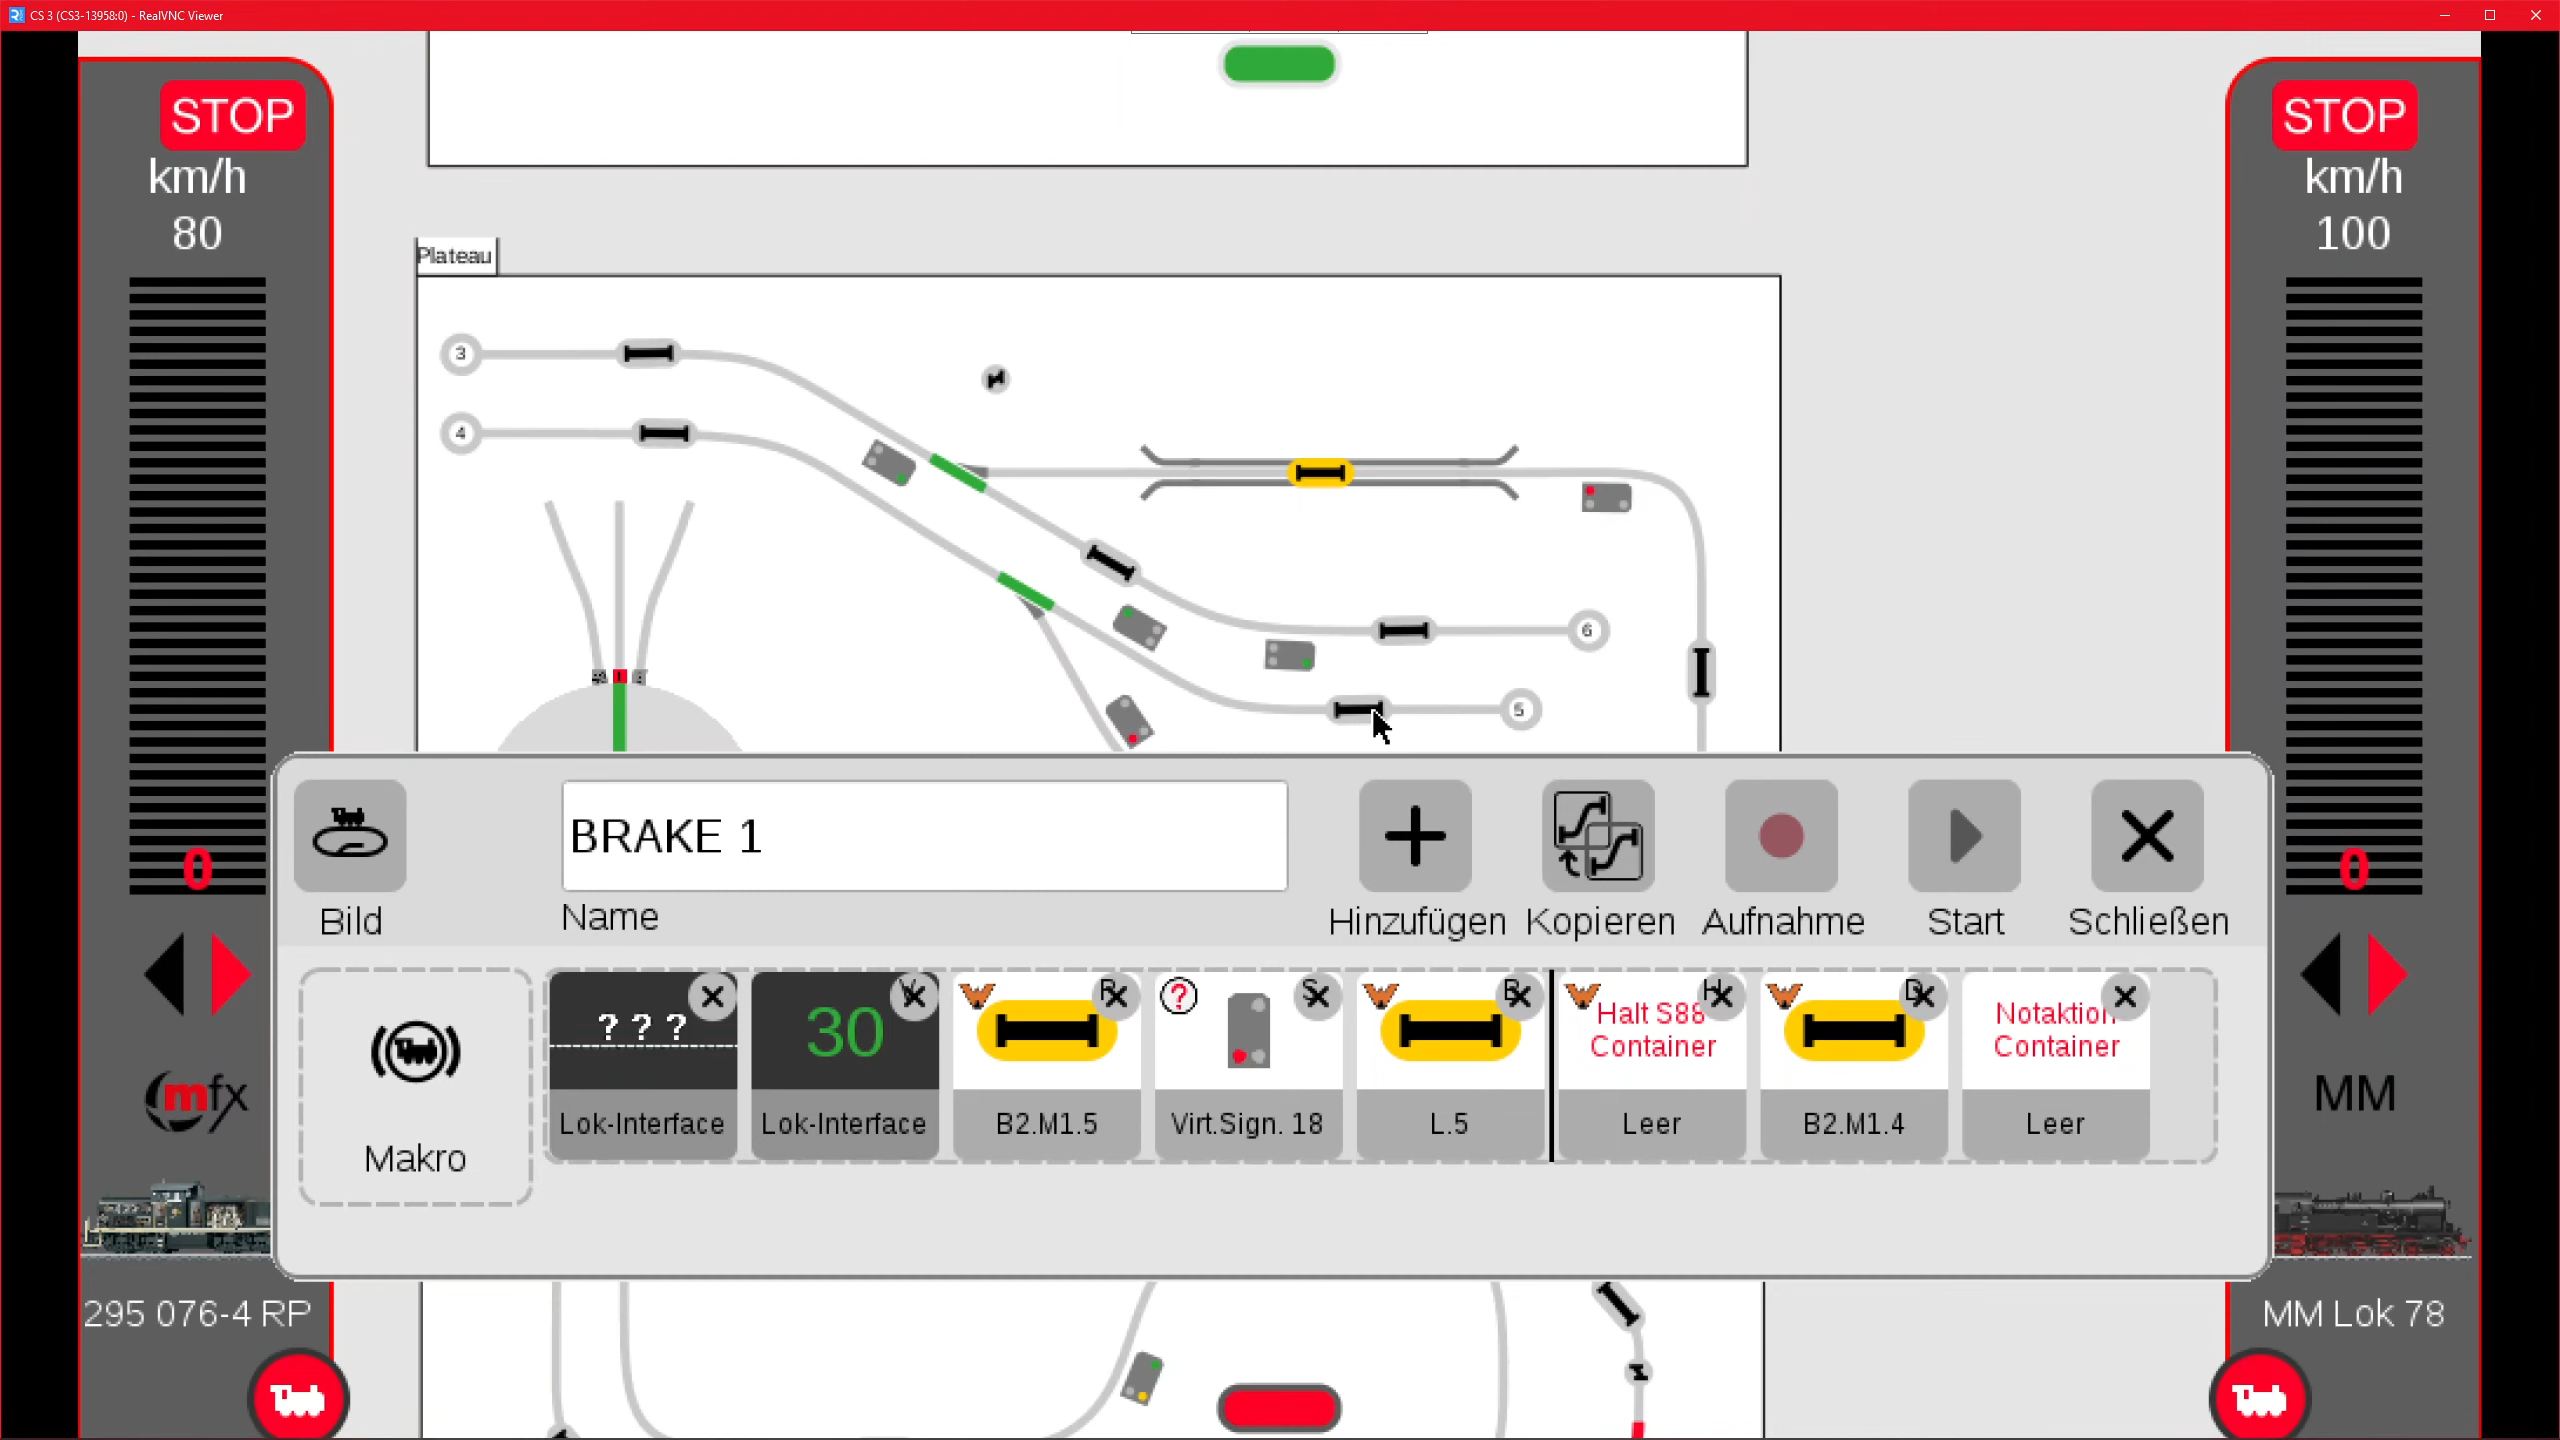 CS 3 (CS3-13958:0) - RealVNC Viewer
STOP
km/h
80
0
mfx
295 076-4 RP
STOP
km/h
100
0
MM
MM Lok 78
Plateau
3
4
6
5
BRAKE 1
Bild
Name
Hinzufügen
Kopieren
Aufnahme
Start
Schließen
Makro
? ? ?
Lok-Interface
30
Lok-Interface
B2.M1.5
?
Virt.Sign. 18
L.5
Halt S88
Container
Leer
B2.M1.4
Notaktion
Container
Leer